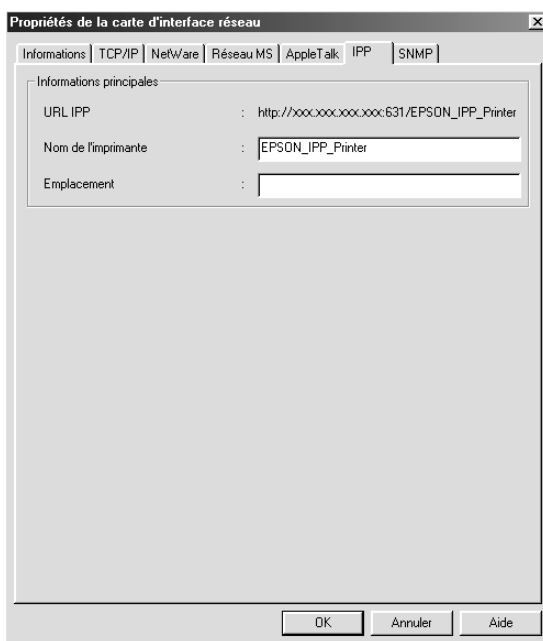 Propriétés de la carte d'interface réseau
Informations TCP/IP NetWare Réseau MS AppleTalk IPP SNMP
Informations principales
URL IPP : http://xxx.xxx.xxx.xxx:631/EPSON_IPP_Printer
Nom de l'imprimante : EPSON_IPP_Printer
Emplacement :
OK Annuler Aide